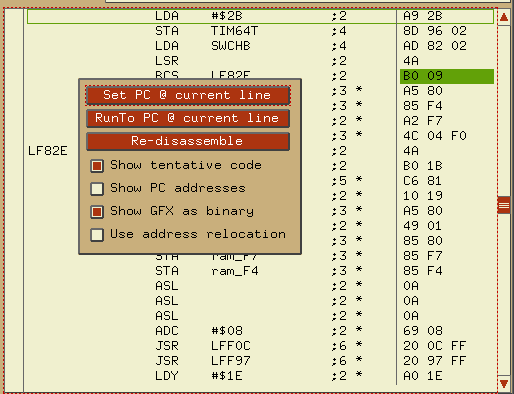 LDA #$2B ;2 A9 2B
STA TIM64T ;4 8D 96 02
LDA SWCHB ;4 AD 82 02
LSR ;2 4A
BCS LF82E ;2 B0 09
Set PC @ current line ;3 * A5 80
;3 * 85 F4
RunTo PC @ current line ;2 * A2 F7
Re-disassemble ;3 * 4C 04 F0
LF82E ;2 4A
Show tentative code ;2 B0 1B
;5 * C6 81
Show PC addresses ;2 * 10 19
;3 * A5 80
Show GFX as binary ;2 * 49 01
;3 * 85 80
Use address relocation
STA ram_F7 ;3 * 85 F7
STA ram_F4 ;3 * 85 F4
ASL ;2 * 0A
ASL ;2 * 0A
ASL ;2 * 0A
ADC #$08 ;2 * 69 08
JSR LFF0C ;6 * 20 0C FF
JSR LFF97 ;6 * 20 97 FF
LDY #$1E ;2 * A0 1E